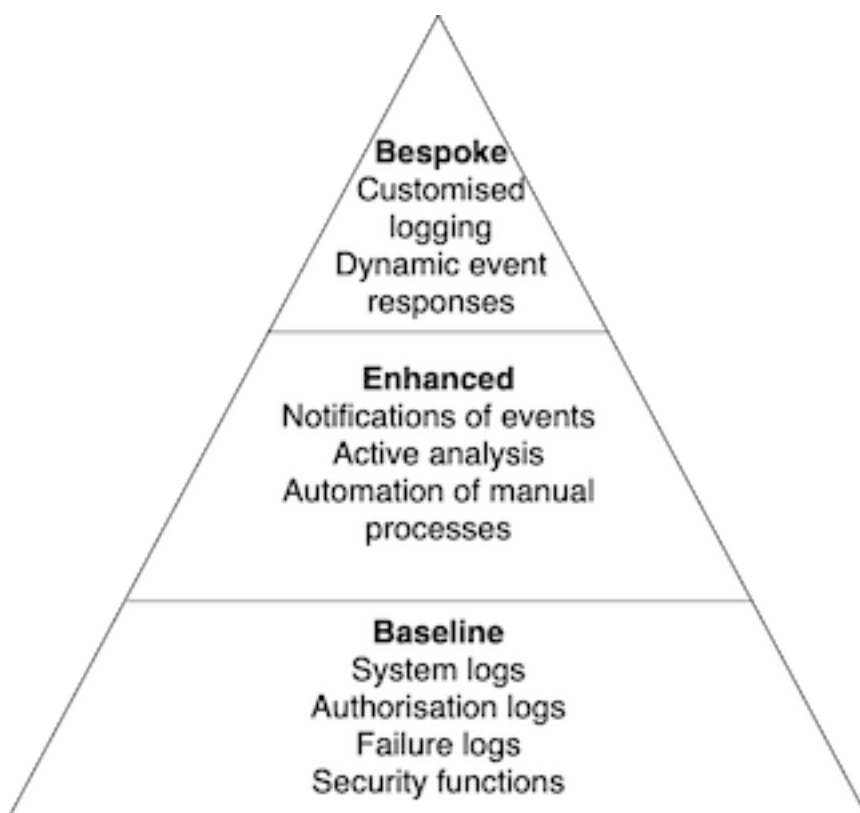 Bespoke
Customised
logging
Dynamic event
responses
Enhanced
Notifications of events
Active analysis
Automation of manual
processes
Baseline
System logs
Authorisation logs
Failure logs
Security functions